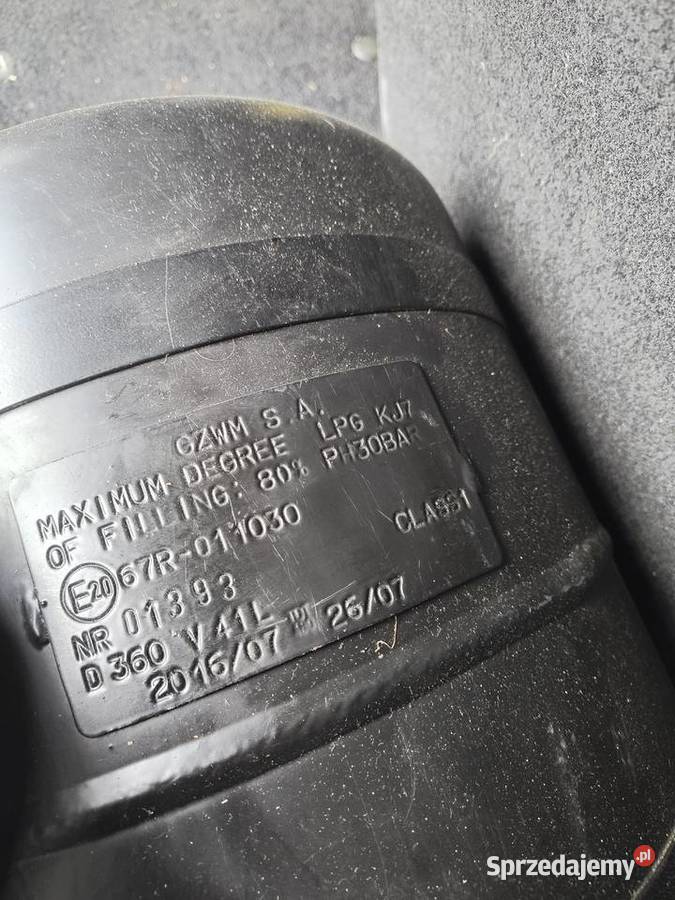 GZWM S.A.
MAXIMUM DEGREE LPG KJ7
OF FILLING: 80% PH30BAR
E20 67R-011030 CLASS1
NR 01393
D 360 V 41L
2016/07 26/07
Sprzedajemy.pl